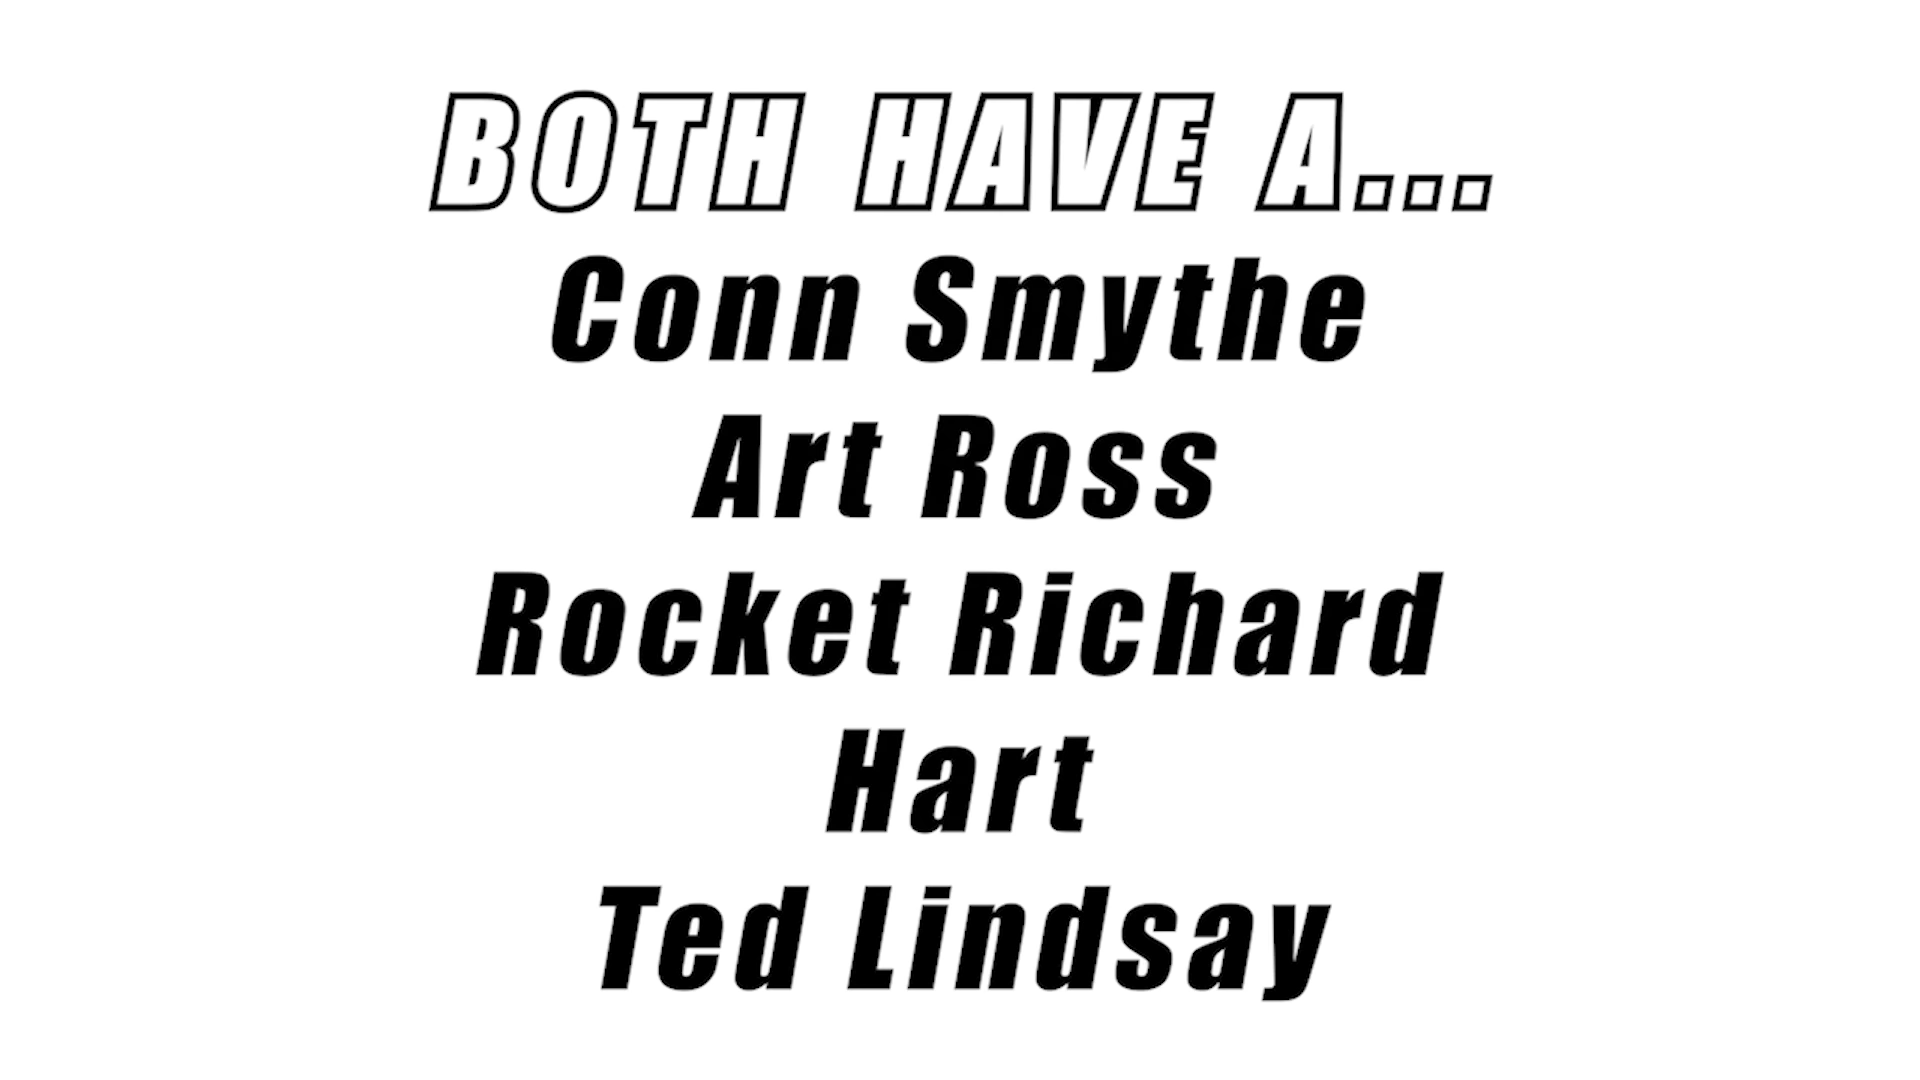 BOTH HAVE A...
Conn Smythe
Art Ross
Rocket Richard
Hart
Ted Lindsay